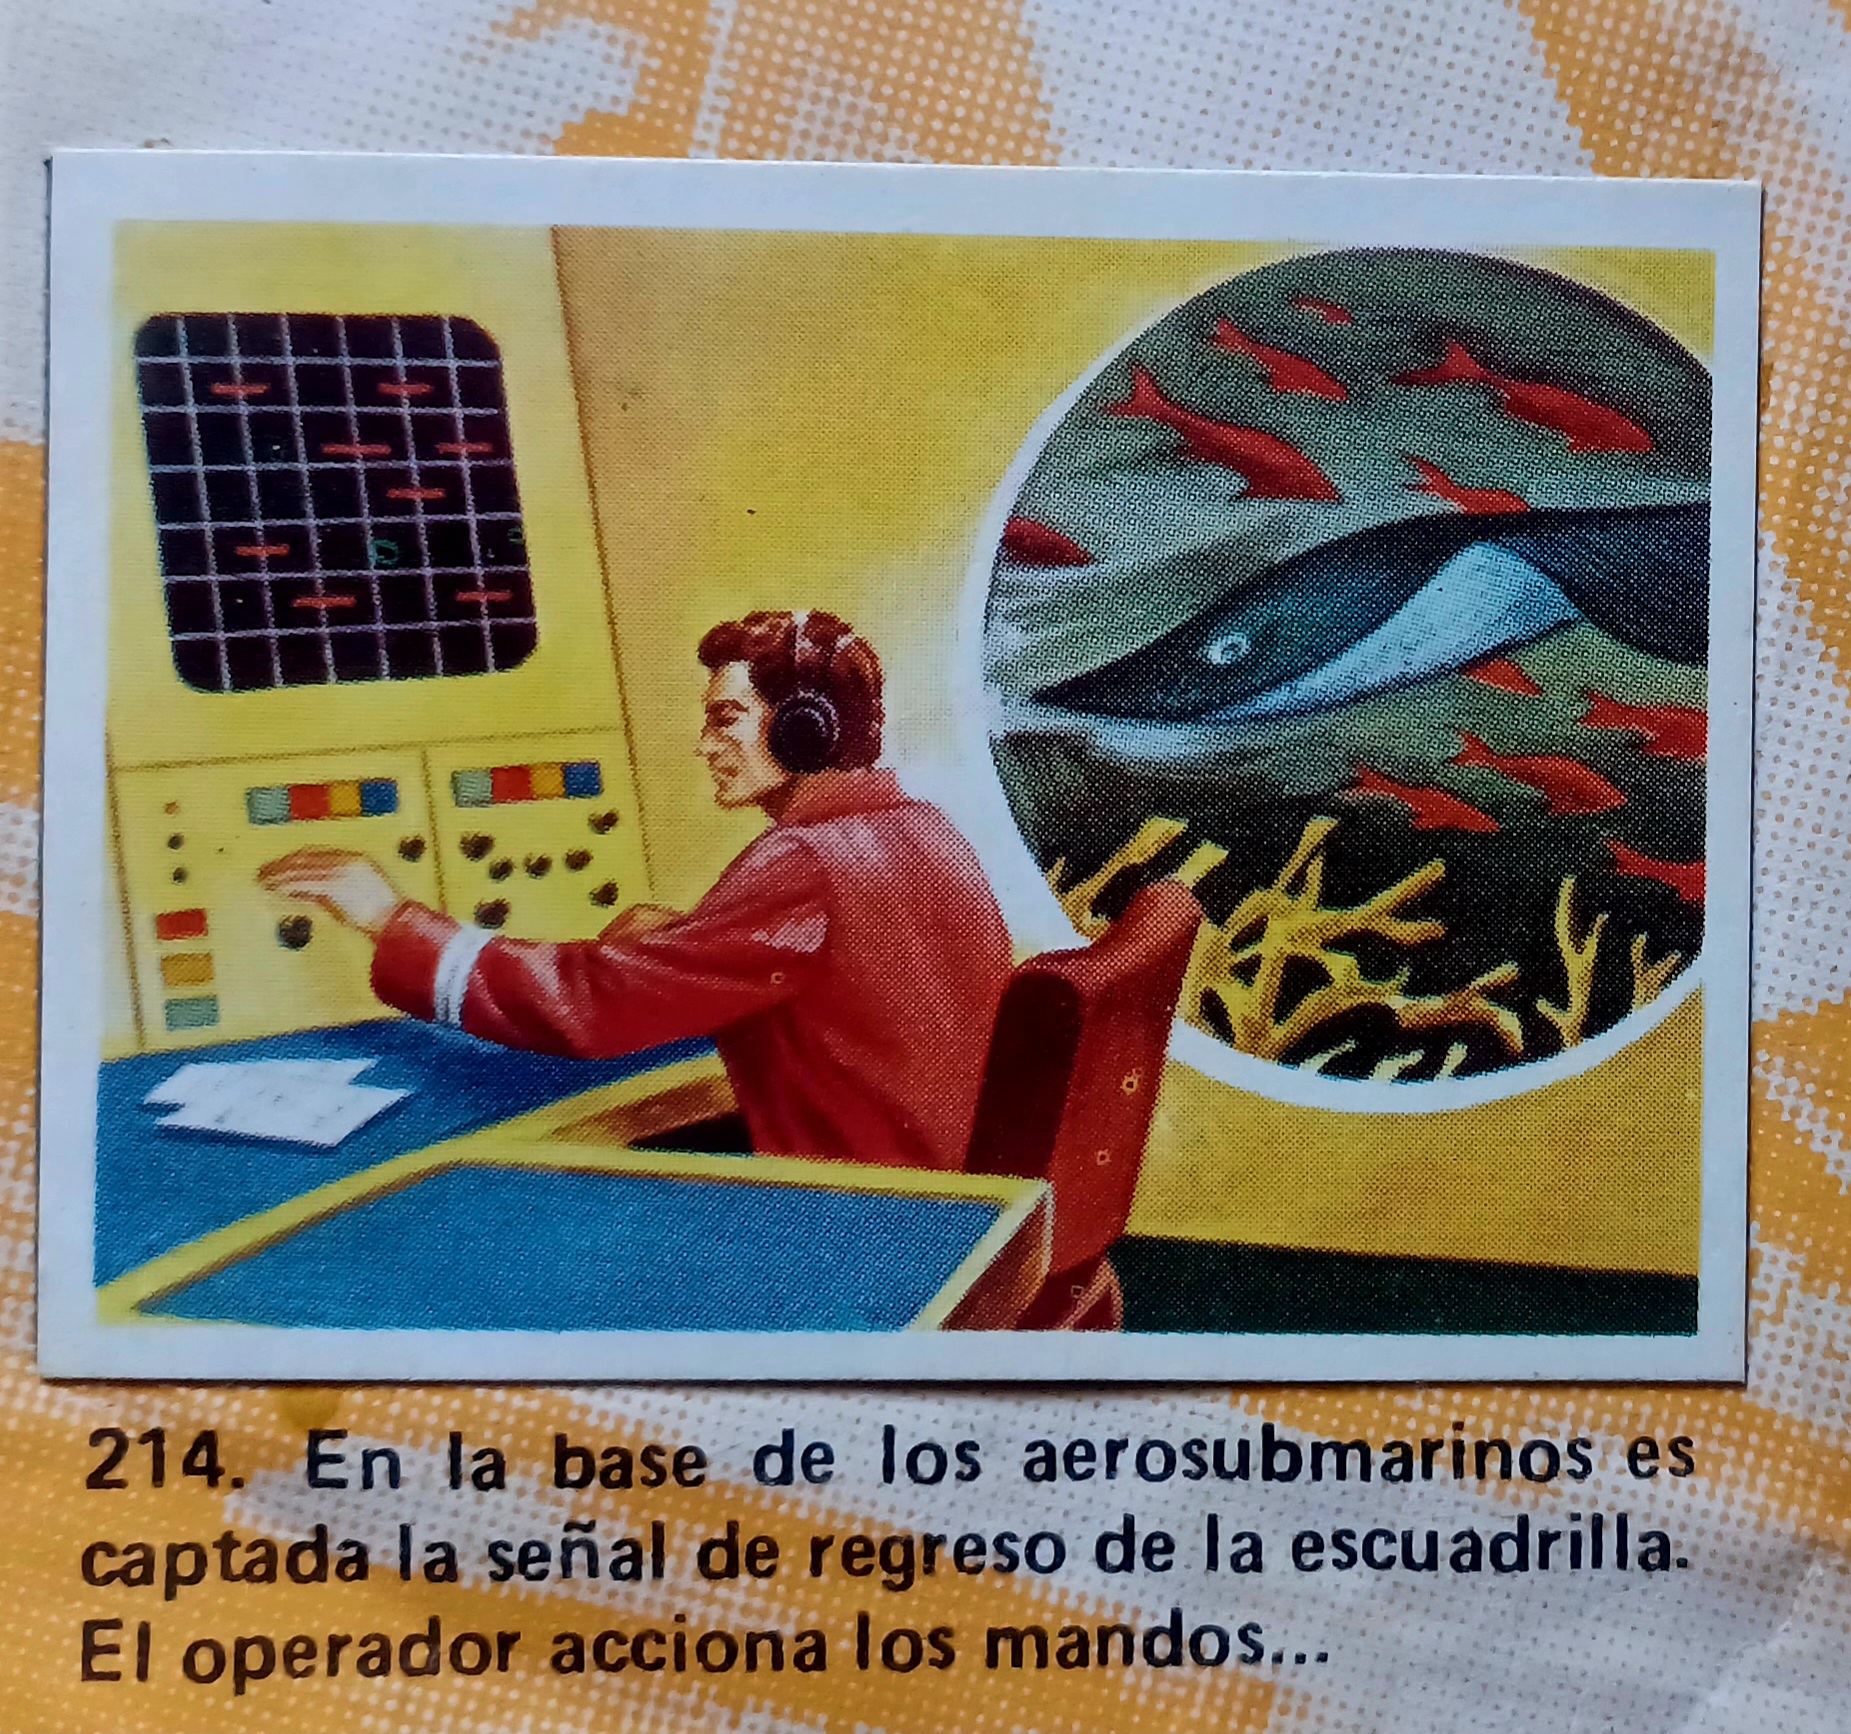 214. En la base de los aerosubmarinos es
captada la señal de regreso de la escuadrilla.
El operador acciona los mandos...